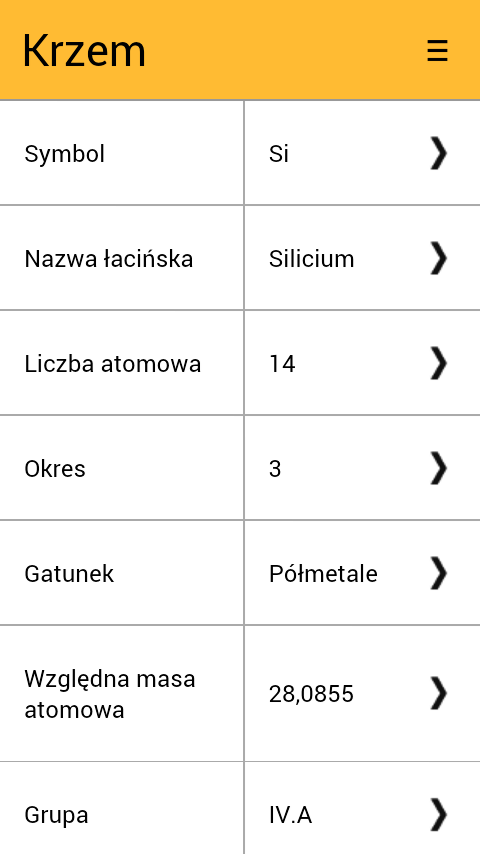 Krzem
Symbol Si
Nazwa łacińska Silicium
Liczba atomowa 14
Okres 3
Gatunek Półmetale
Względna masa
atomowa 28,0855
Grupa IV.A